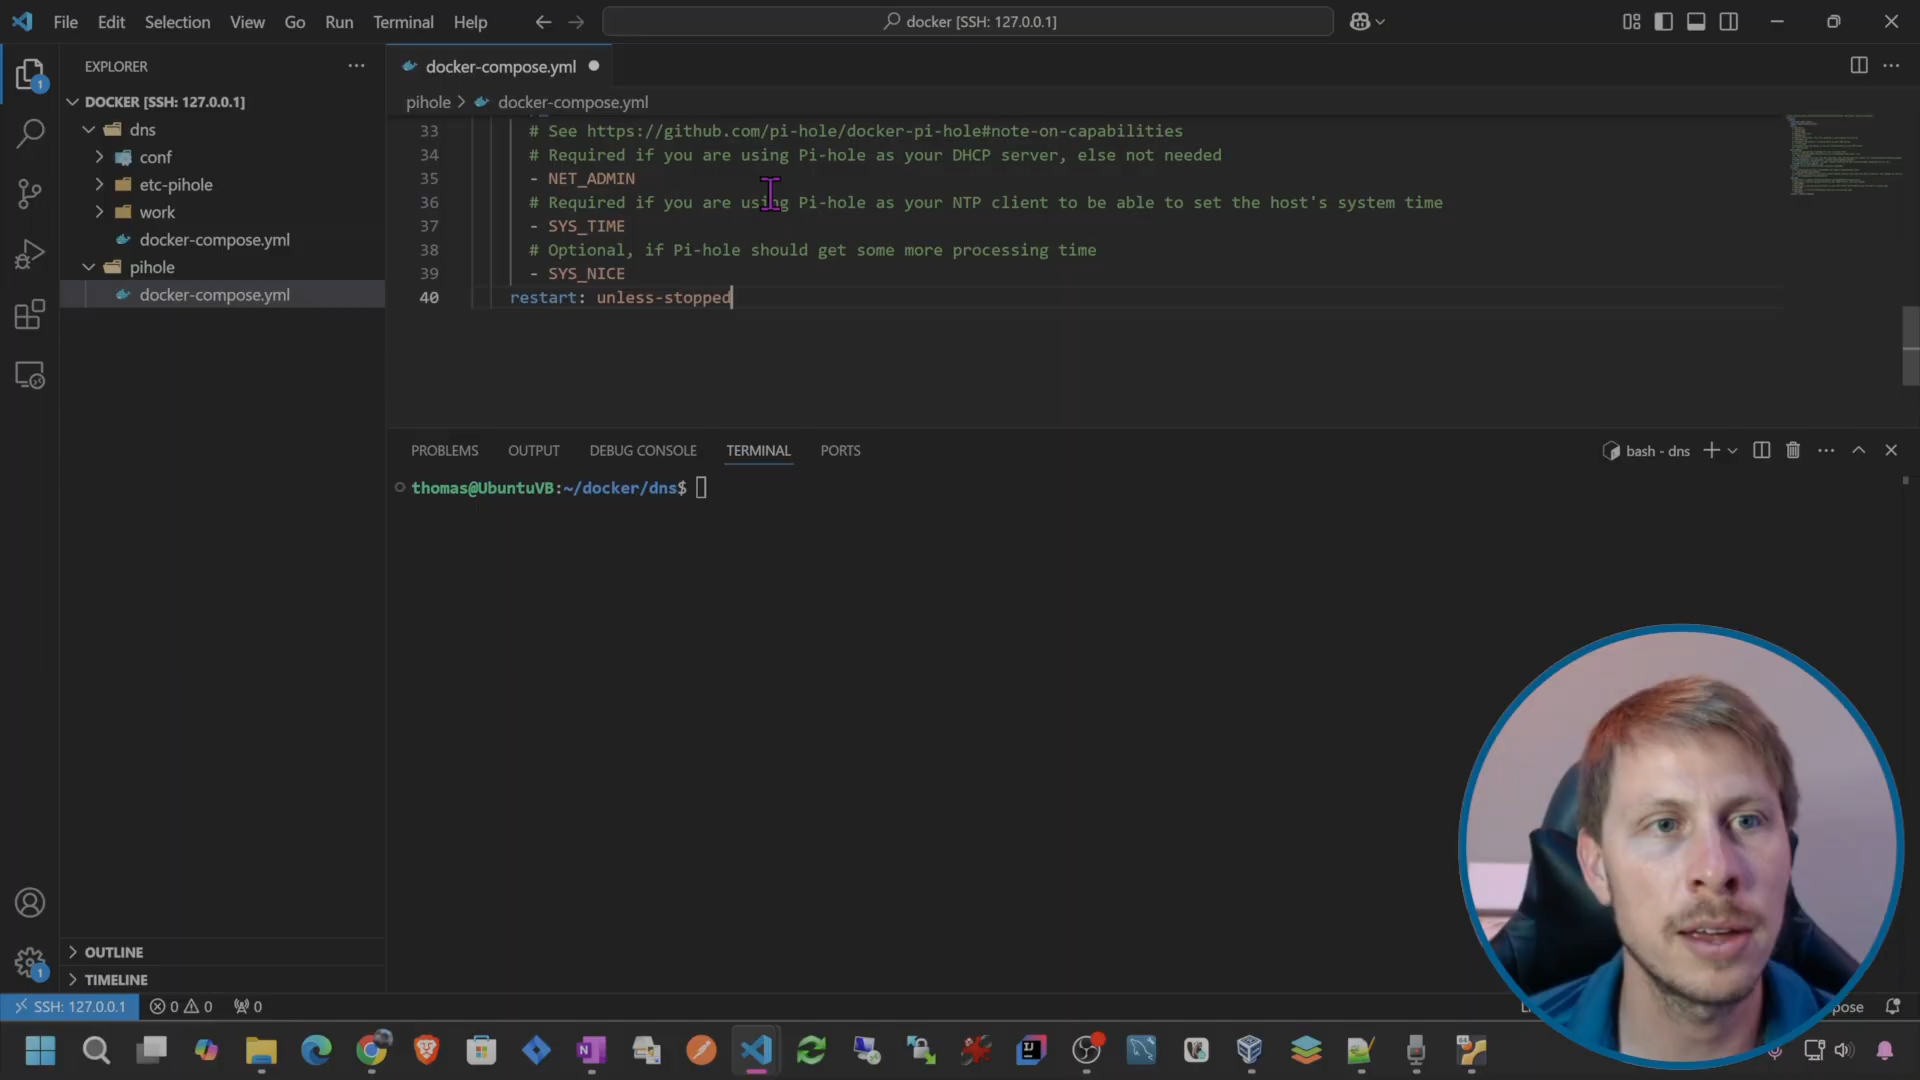 File Edit Selection View Go Run Terminal Help
docker [SSH: 127.0.0.1]
EXPLORER
1
DOCKER [SSH: 127.0.0.1]
dns
conf
etc-pihole
work
docker-compose.yml
pihole
docker-compose.yml
OUTLINE
TIMELINE
docker-compose.yml
pihole > docker-compose.yml
33 # See https://github.com/pi-hole/docker-pi-hole#note-on-capabilities
34 # Required if you are using Pi-hole as your DHCP server, else not needed
35 - NET_ADMIN
36 # Required if you are using Pi-hole as your NTP client to be able to set the host's system time
37 - SYS_TIME
38 # Optional, if Pi-hole should get some more processing time
39 - SYS_NICE
40 restart: unless-stopped
PROBLEMS OUTPUT DEBUG CONSOLE TERMINAL PORTS
bash - dns
thomas@UbuntuVB:~/docker/dns$
1
SSH: 127.0.0.1 0 0 0